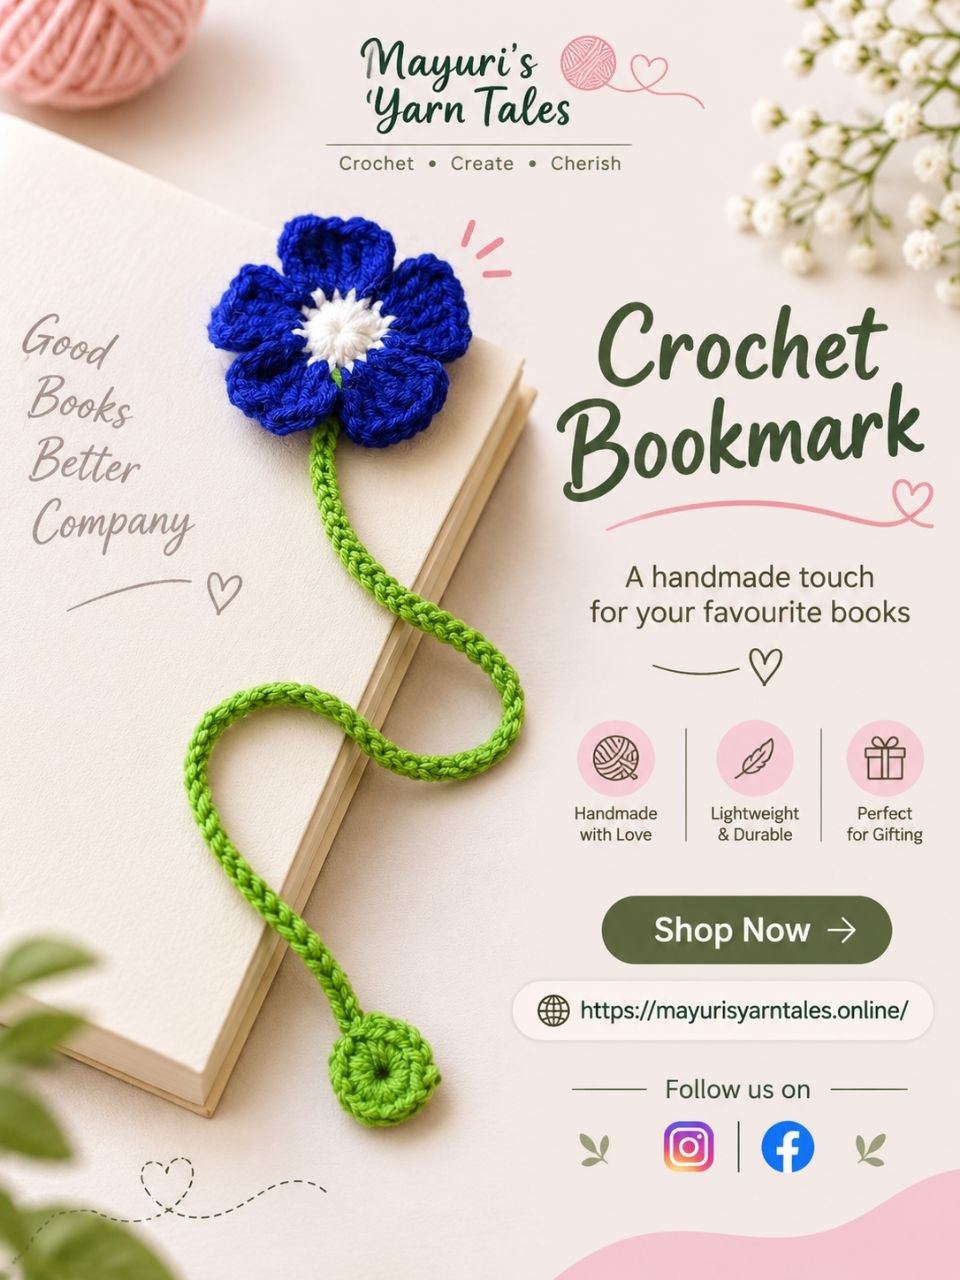 Mayuri's
Yarn Tales
Crochet • Create • Cherish
Good
Books
Better
Company
Crochet
Bookmark
A handmade touch
for your favourite books
Handmade
with Love
Lightweight
& Durable
Perfect
for Gifting
Shop Now →
https://mayurisyarntales.online/
Follow us on